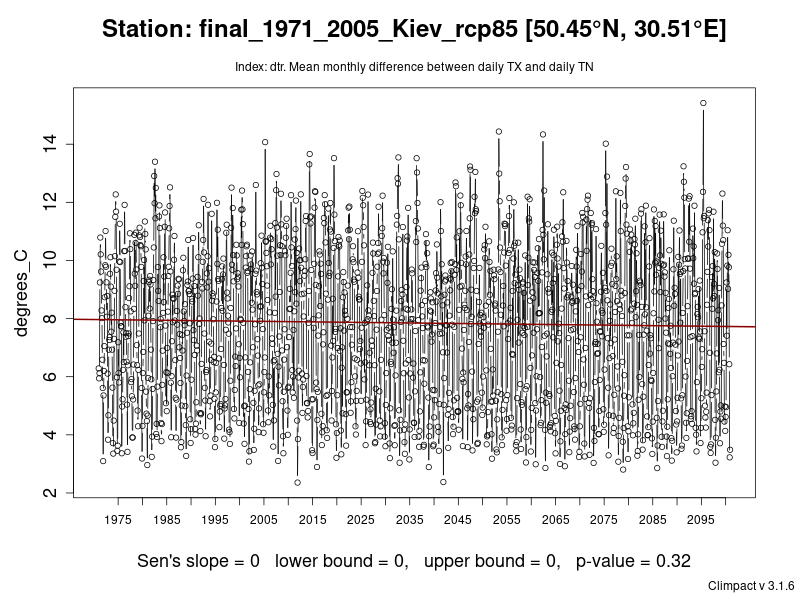 Station: final_1971_2005_Kiev_rcp85 [50.45°N, 30.51°E]
Index: dtr. Mean monthly difference between daily TX and daily TN
degrees_C
14
12
10
8
6
4
2
1975 1985 1995 2005 2015 2025 2035 2045 2055 2065 2075 2085 2095
Sen's slope = 0 lower bound = 0, upper bound = 0, p-value = 0.32
Climpact v 3.1.6